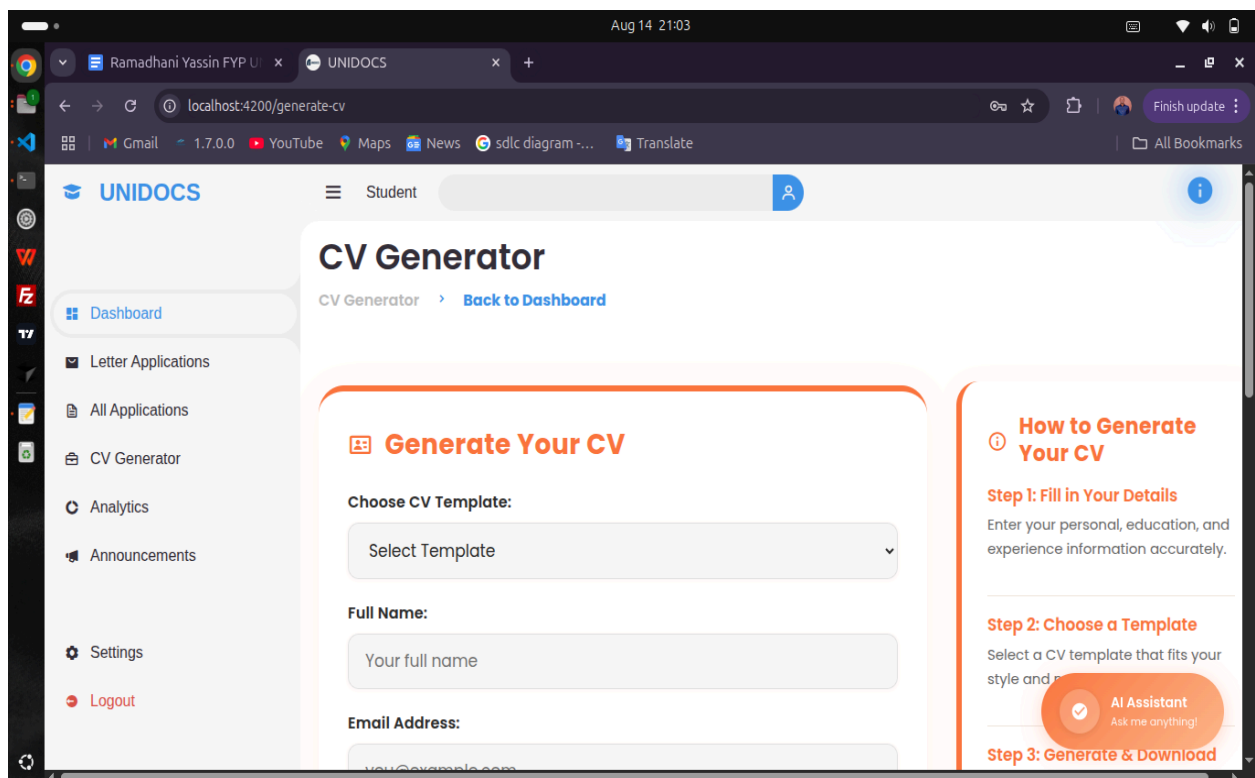 Aug 14 21:03
Ramadhani Yassin FYP
UNIDOCS
localhost:4200/generate-cv
Finish update
Gmail
1.7.0.0
YouTube
Maps
GE News
sdlc diagram -...
Translate
All Bookmarks
UNIDOCS
Student
CV Generator
CV Generator > Back to Dashboard
Dashboard
Letter Applications
All Applications
CV Generator
Analytics
Announcements
Settings
Logout
Generate Your CV
Choose CV Template:
Select Template
Full Name:
Your full name
Email Address:
you@example.com
How to Generate
Your CV
Step 1: Fill in Your Details
Enter your personal, education, and
experience information accurately.
Step 2: Choose a Template
Select a CV template that fits your
style and
AI Assistant
Ask me anything!
Step 3: Generate & Download